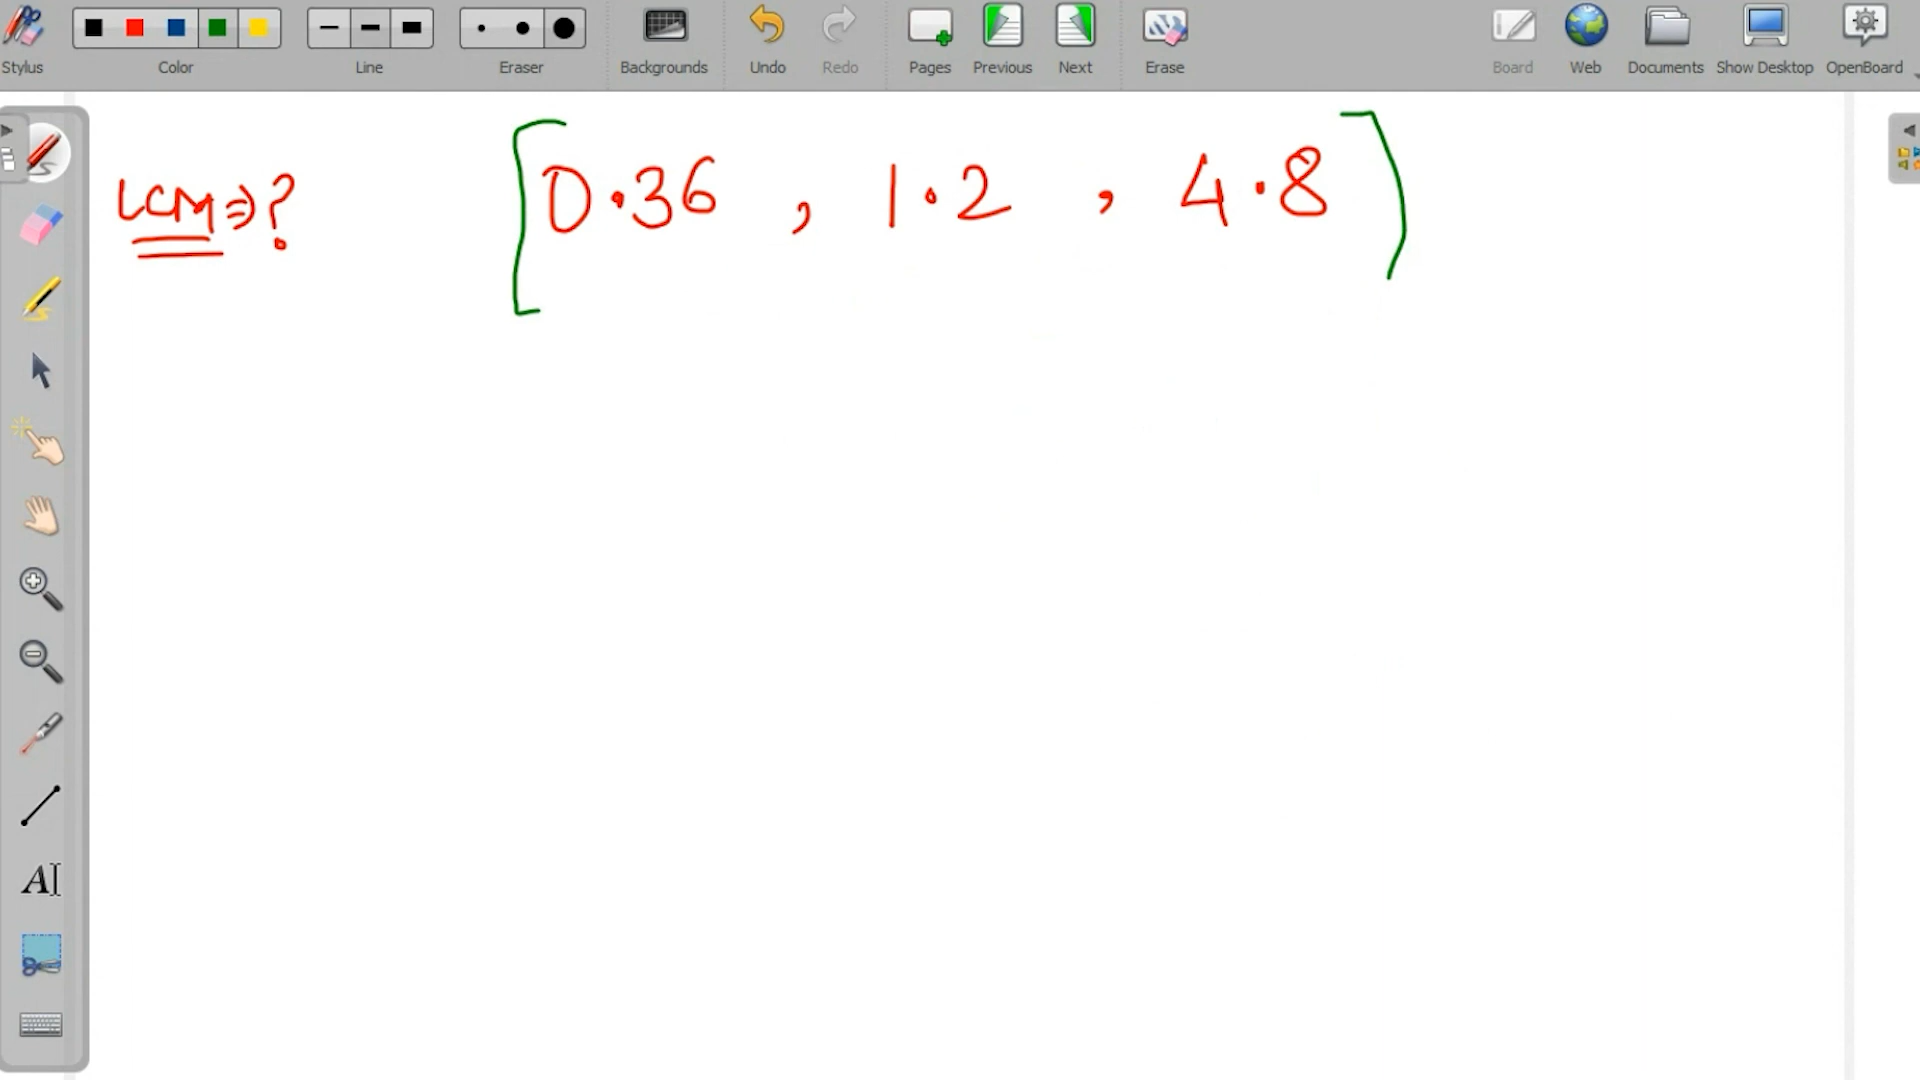 Stylus Color Line Eraser Backgrounds Undo Redo Pages Previous Next Erase Board Web Documents Show Desktop OpenBoard
LCM ⇒ ? [0.36 , 1.2 , 4.8)
AI